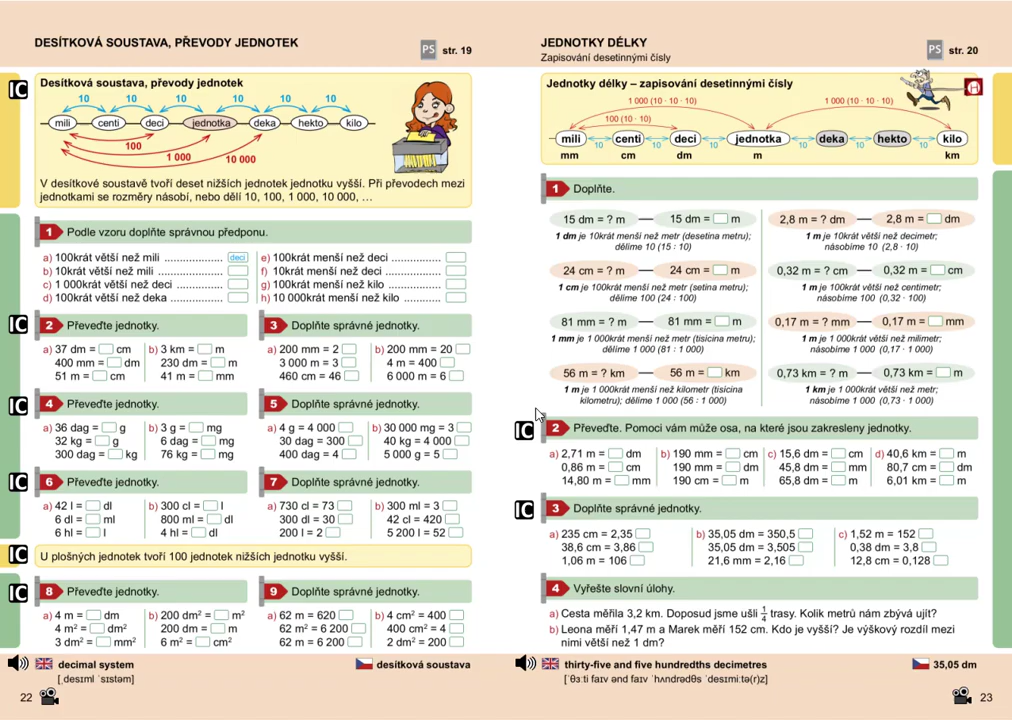 DESÍTKOVÁ SOUSTAVA, PŘEVODY JEDNOTEK
PS str. 19
IC
Desítková soustava, převody jednotek
10 10 10 10 10 10
mili centi deci jednotka deka hekto kilo
100
1 000
10 000
V desítkové soustavě tvoří deset nižších jednotek jednotku vyšší. Při převodech mezi
jednotkami se rozměry násobí, nebo dělí 10, 100, 1 000, 10 000, …
1 Podle vzoru doplňte správnou předponu.
a) 100krát větší než mili ................... deci
b) 10krát větší než mili .....................
c) 1 000krát větší než deci ...............
d) 100krát větší než deka .................
e) 100krát menší než deci ................
f) 10krát menší než deci ..................
g) 100krát menší než kilo .................
h) 10 000krát menší než kilo ............
IC
2 Převeďte jednotky.
a) 37 dm = cm
400 mm = dm
51 m = cm
b) 3 km = m
230 dm = m
41 m = mm
3 Doplňte správné jednotky.
a) 200 mm = 2
3 000 m = 3
460 cm = 46
b) 200 mm = 20
4 m = 400
6 000 m = 6
IC
4 Převeďte jednotky.
a) 36 dag = g
32 kg = g
300 dag = kg
b) 3 g = mg
6 dag = mg
76 kg = mg
5 Doplňte správné jednotky.
a) 4 g = 4 000
30 dag = 300
400 dag = 4
b) 30 000 mg = 3
40 kg = 4 000
5 000 g = 5
IC
6 Převeďte jednotky.
a) 42 l = dl
6 dl = ml
6 hl = l
b) 300 cl = l
800 ml = dl
4 hl = dl
7 Doplňte správné jednotky.
a) 730 cl = 73
300 dl = 30
200 l = 2
b) 300 ml = 3
42 cl = 420
5 200 l = 52
IC
U plošných jednotek tvoří 100 jednotek nižších jednotku vyšší.
IC
8 Převeďte jednotky.
a) 4 m = dm
4 m² = dm²
3 dm² = mm²
b) 200 dm² = m²
200 dm = m
6 m² = cm²
9 Doplňte správné jednotky.
a) 62 m = 620
62 m² = 6 200
62 m = 6 200
b) 4 cm² = 400
400 cm² = 4
2 dm² = 200
decimal system
[ˌdesɪml ˈsɪstəm]
desítková soustava
22
JEDNOTKY DÉLKY
Zapisování desetinnými čísly
PS str. 20
Jednotky délky – zapisování desetinnými čísly
1 000 (10 · 10 · 10) 1 000 (10 · 10 · 10)
100 (10 · 10)
mili centi deci jednotka deka hekto kilo
10 10 10 10 10 10
mm cm dm m km
1 Doplňte.
15 dm = ? m 15 dm = m
1 dm je 10krát menší než metr (desetina metru);
dělíme 10 (15 : 10)
24 cm = ? m 24 cm = m
1 cm je 100krát menší než metr (setina metru);
dělíme 100 (24 : 100)
81 mm = ? m 81 mm = m
1 mm je 1 000krát menší než metr (tisícina metru);
dělíme 1 000 (81 : 1 000)
56 m = ? km 56 m = km
1 m je 1 000krát menší než kilometr (tisícina
kilometru); dělíme 1 000 (56 : 1 000)
2,8 m = ? dm 2,8 m = dm
1 m je 10krát větší než decimetr;
násobíme 10 (2,8 · 10)
0,32 m = ? cm 0,32 m = cm
1 m je 100krát větší než centimetr;
násobíme 100 (0,32 · 100)
0,17 m = ? mm 0,17 m = mm
1 m je 1 000krát větší než milimetr;
násobíme 1 000 (0,17 · 1 000)
0,73 km = ? m 0,73 km = m
1 km je 1 000krát větší než metr;
násobíme 1 000 (0,73 · 1 000)
IC
2 Převeďte. Pomoci vám může osa, na které jsou zakresleny jednotky.
a) 2,71 m = dm
0,86 m = cm
14,80 m = mm
b) 190 mm = cm
190 mm = dm
190 cm = m
c) 15,6 dm = cm
45,8 dm = mm
65,8 dm = m
d) 40,6 km = m
80,7 cm = dm
6,01 km = m
IC
3 Doplňte správné jednotky.
a) 235 cm = 2,35
38,6 cm = 3,86
1,06 m = 106
b) 35,05 dm = 350,5
35,05 dm = 3,505
21,6 mm = 2,16
c) 1,52 m = 152
0,38 dm = 3,8
12,8 cm = 0,128
4 Vyřešte slovní úlohy.
a) Cesta měřila 3,2 km. Doposud jsme ušli 1/4 trasy. Kolik metrů nám zbývá ujít?
b) Leona měří 1,47 m a Marek měří 152 cm. Kdo je vyšší? Je výškový rozdíl mezi
nimi větší než 1 dm?
thirty-five and five hundredths decimetres
[ˈθɜːti faɪv ənd faɪv ˈhʌndrədθs ˈdesɪmiːtə(r)z]
35,05 dm
23